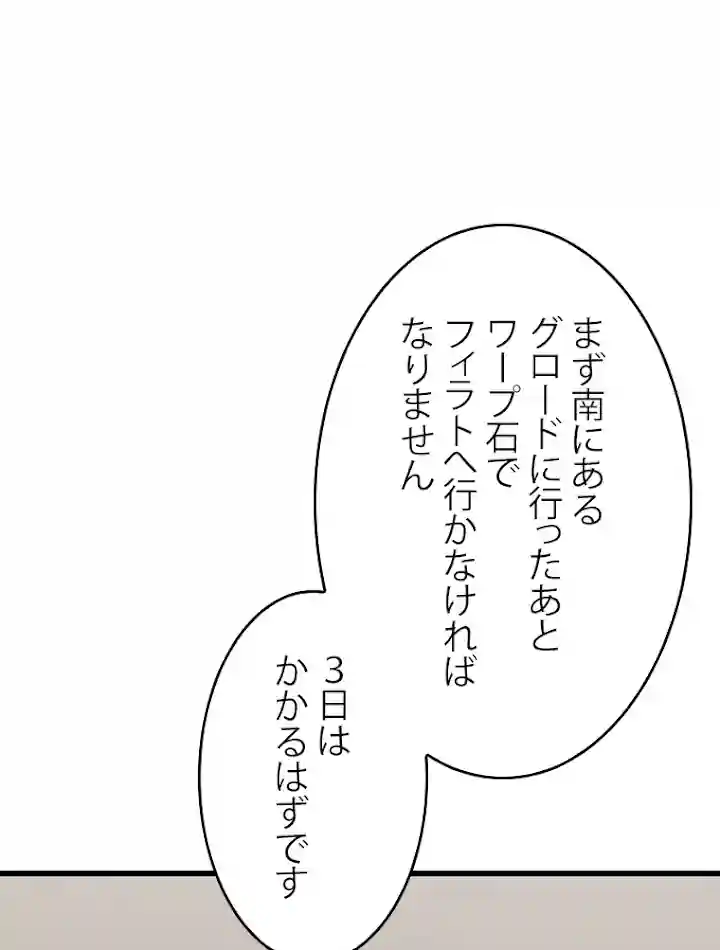 まず南にある
グロードに行ったあと
ワープ石で
フィラトへ行かなければ
なりません
３日は
かかるはずです